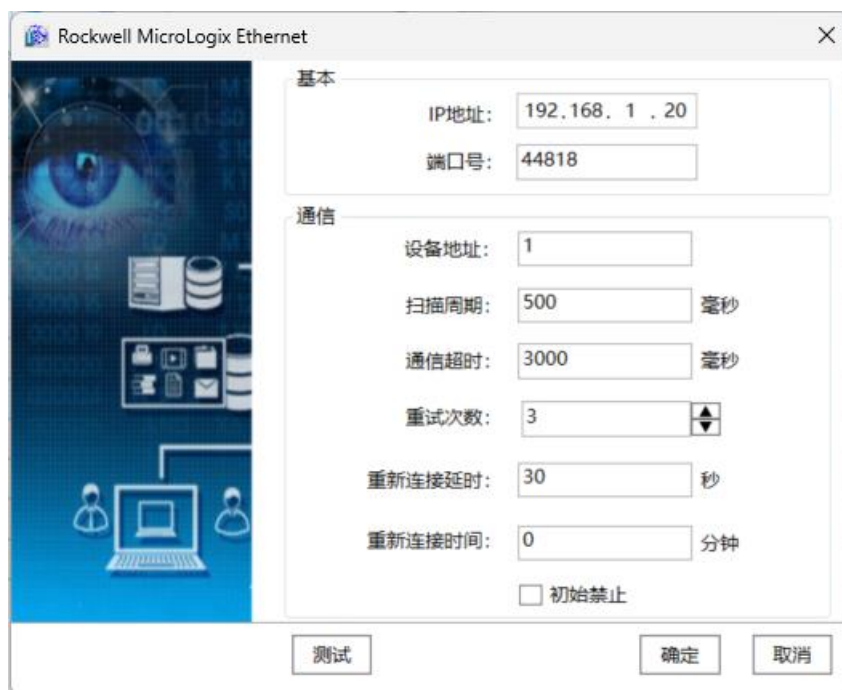 Rockwell MicroLogix Ethernet
基本
IP地址： 192.168. 1 . 20
端口号： 44818
通信
设备地址： 1
扫描周期： 500 毫秒
通信超时： 3000 毫秒
重试次数： 3
重新连接延时： 30 秒
重新连接时间： 0 分钟
初始禁止
测试 确定 取消